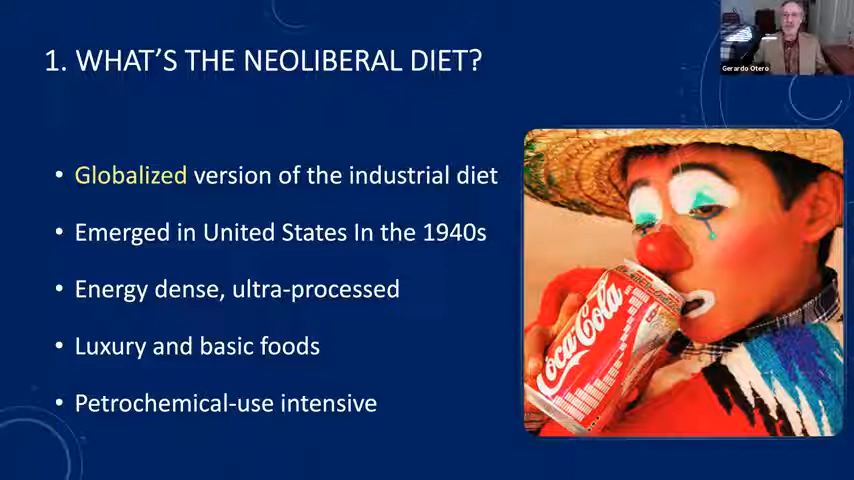 Gerardo Otero
1. WHAT'S THE NEOLIBERAL DIET?
• Globalized version of the industrial diet
• Emerged in United States In the 1940s
• Energy dense, ultra-processed
• Luxury and basic foods
• Petrochemical-use intensive
Coca-Cola